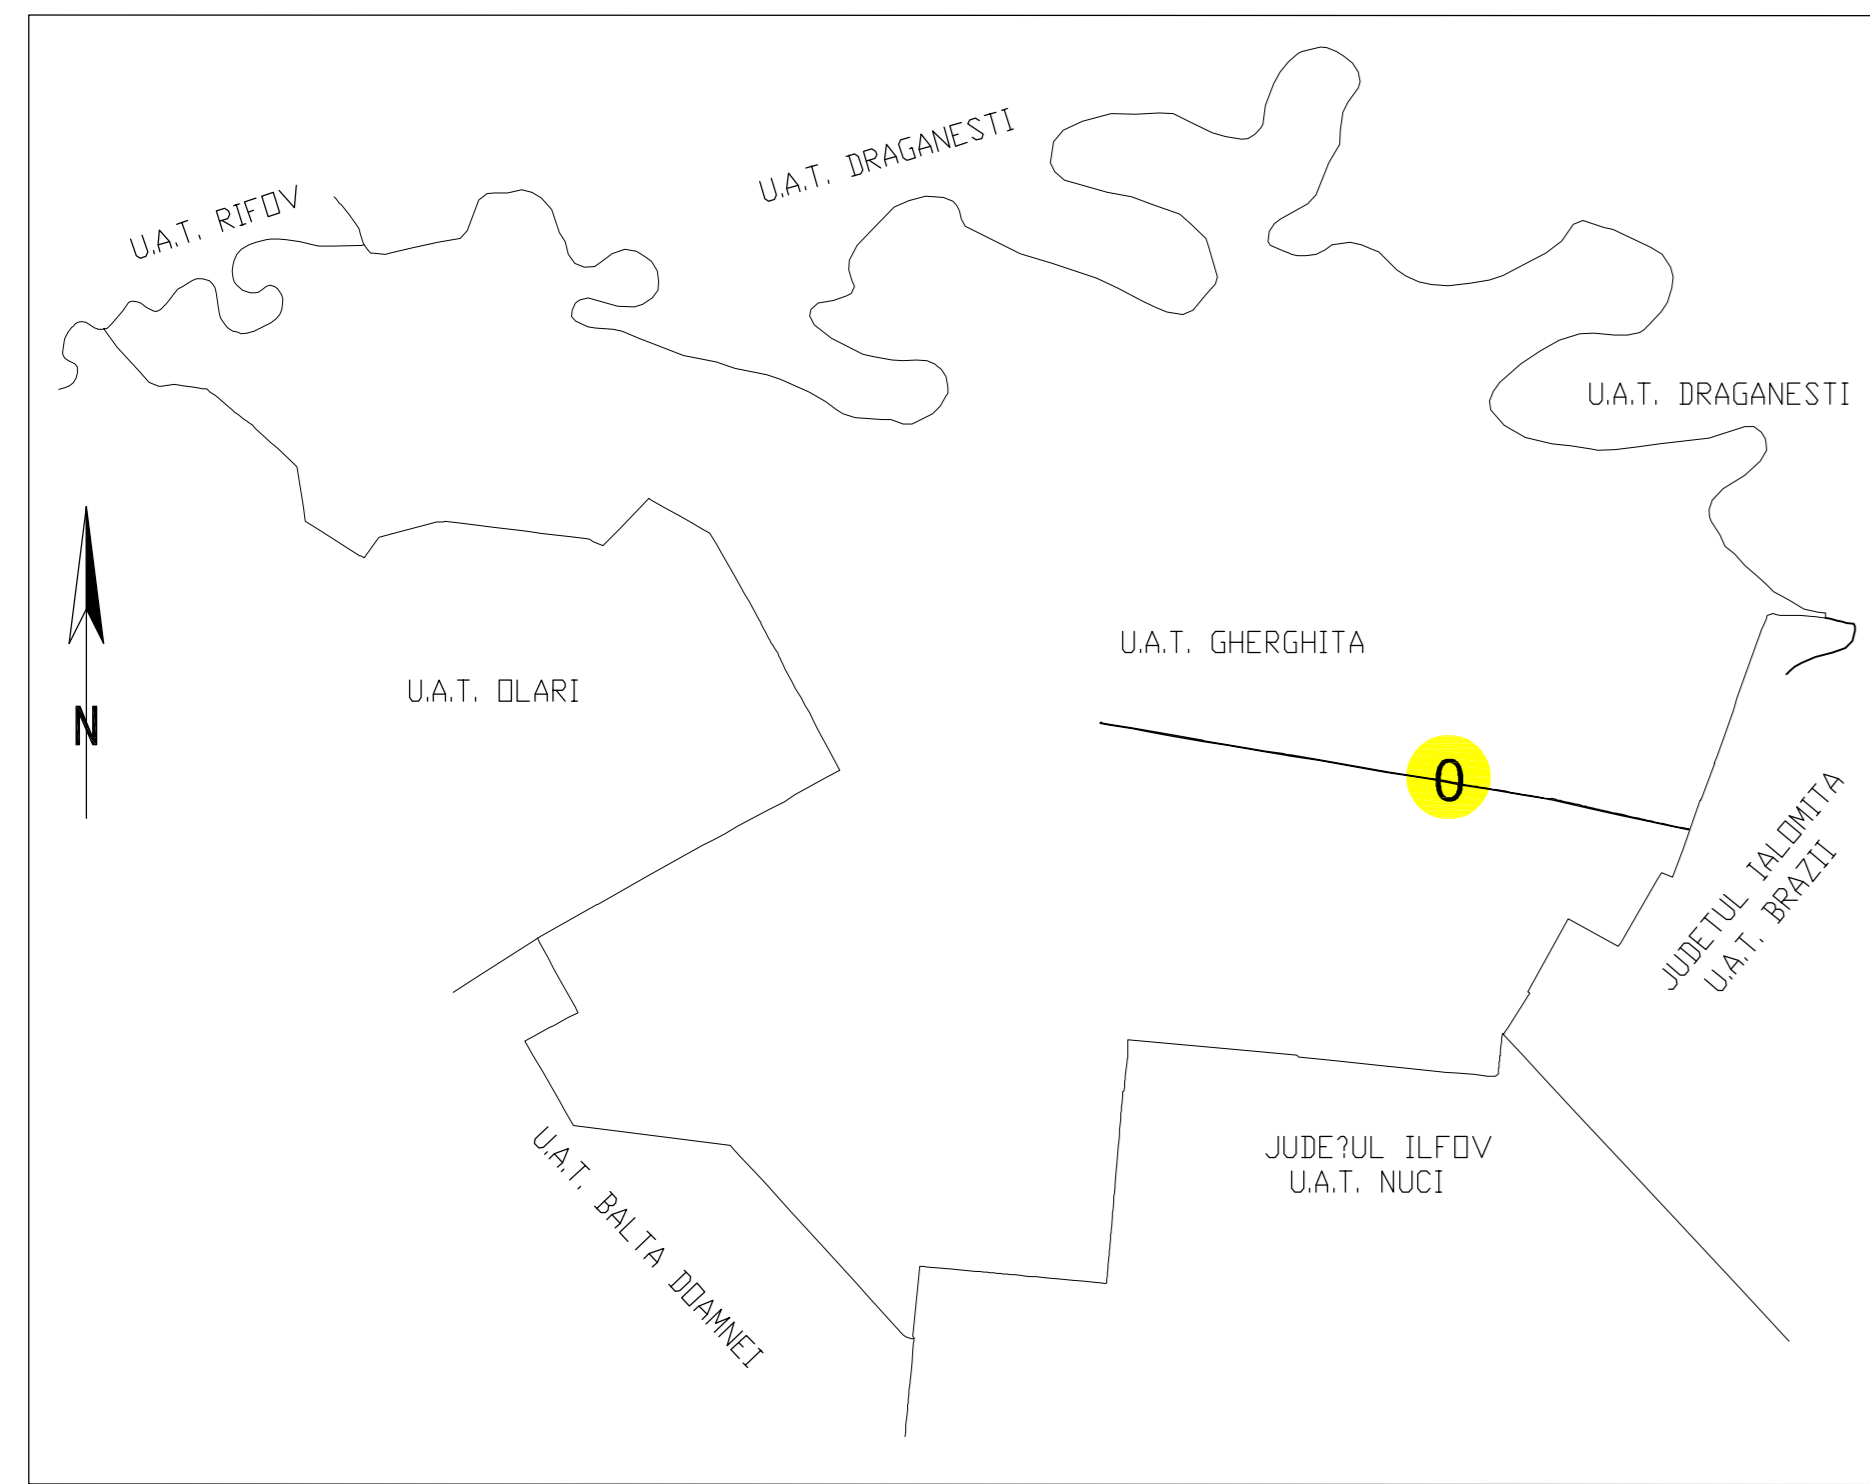 U.A.T. DRAGANESTI
U.A.T. RIFOV
U.A.T. DRAGANESTI
U.A.T. GHERGHITA
U.A.T. OLARI
N
0
JUDETUL IALOMITA
U.A.T. BRAZII
JUDE?UL ILFOV
U.A.T. NUCI
U.A.T. BALTA DOAMNEI